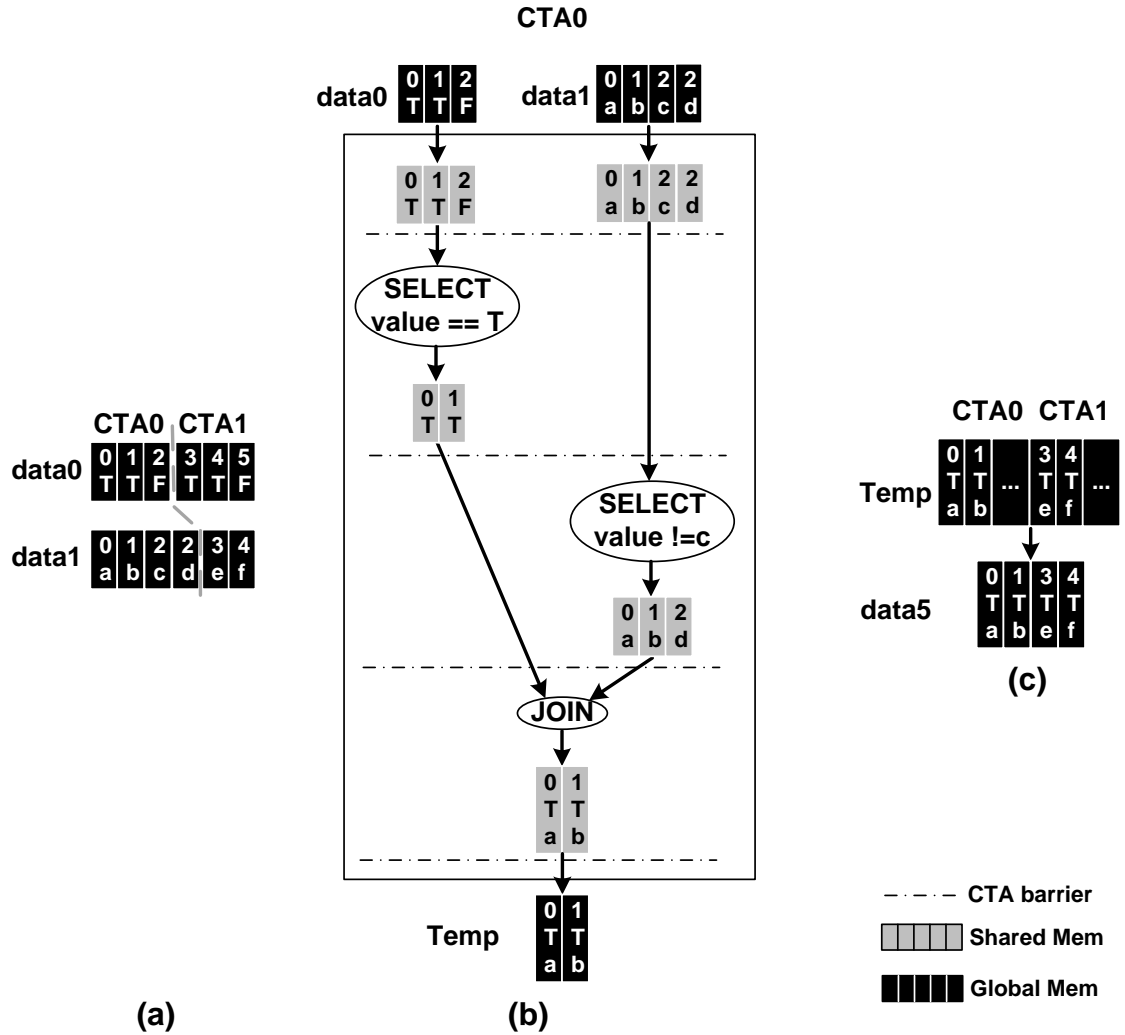 CTA0
data0
0 1 2
T T F
data1
0 1 2 2
a b c d
0 1 2
T T F
0 1 2 2
a b c d
SELECT
value == T
0 1
T T
SELECT
value !=c
0 1 2
a b d
JOIN
0 1
T T
a b
Temp
0 1
T T
a b
(b)
CTA0 CTA1
data0
0 1 2 3 4 5
T T F T T F
data1
0 1 2 2 3 4
a b c d e f
(a)
CTA0 CTA1
Temp
0 1 3 4
T T ... T T ...
a b e f
data5
0 1 3 4
T T T T
a b e f
(c)
CTA barrier
Shared Mem
Global Mem